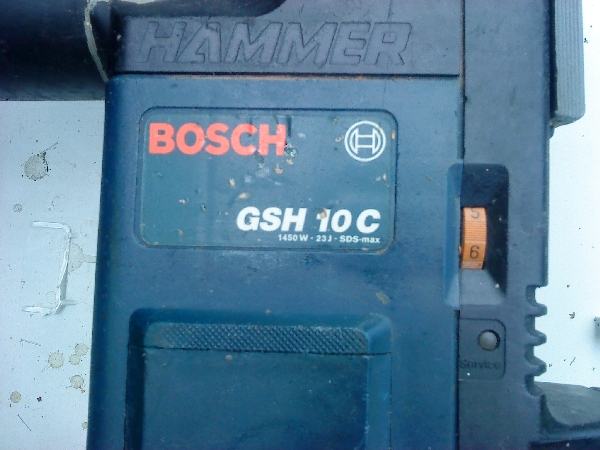 HAMMER
BOSCH
GSH 10 C
1450 W · 23 J · SDS-max
5
6
Service